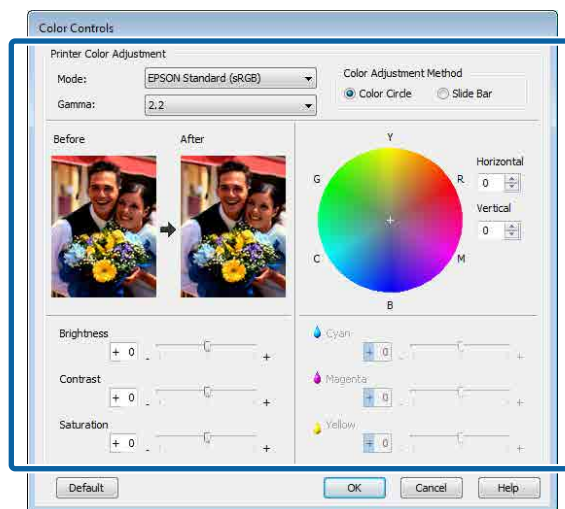 Color Controls
Printer Color Adjustment
Mode: EPSON Standard (sRGB)
Gamma: 2.2
Color Adjustment Method
Color Circle Slide Bar
Before After
Y
G R
C M
B
Horizontal
0
Vertical
0
Brightness
+ 0 - +
Contrast
+ 0 - +
Saturation
+ 0 - +
Cyan
+ 0 - +
Magenta
+ 0 - +
Yellow
+ 0 - +
Default OK Cancel Help